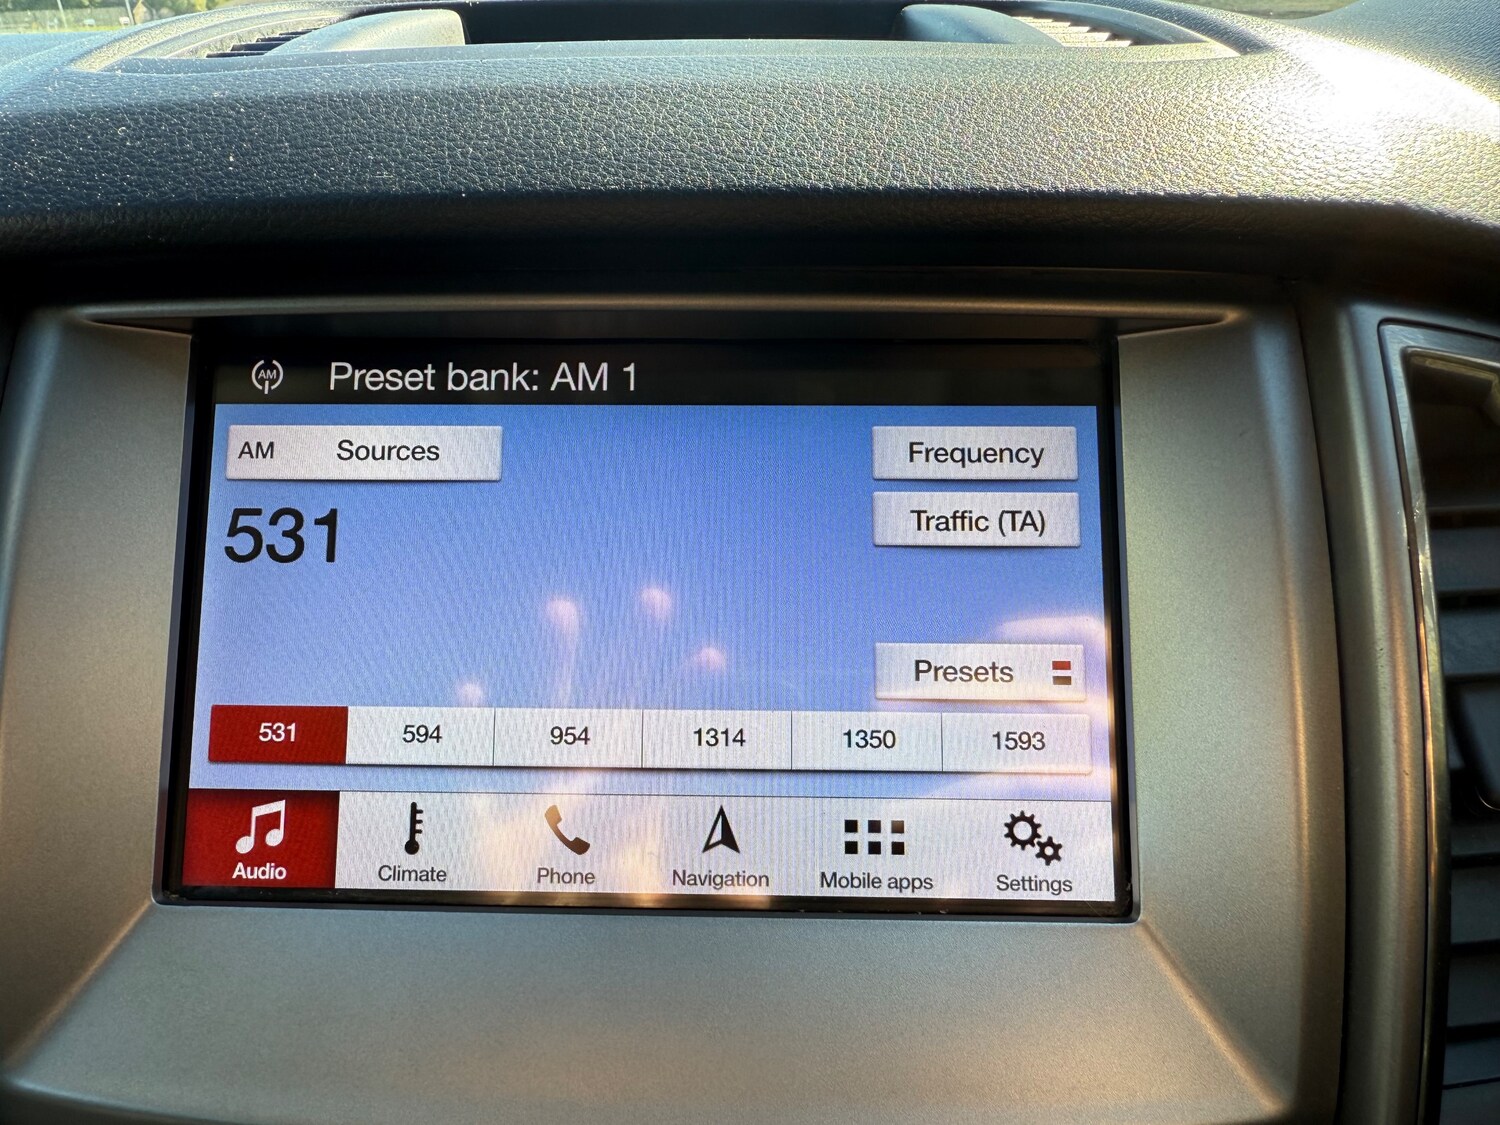 AM Preset bank: AM 1
AM Sources
Frequency
531
Traffic (TA)
Presets
531 594 954 1314 1350 1593
Audio Climate Phone Navigation Mobile apps Settings